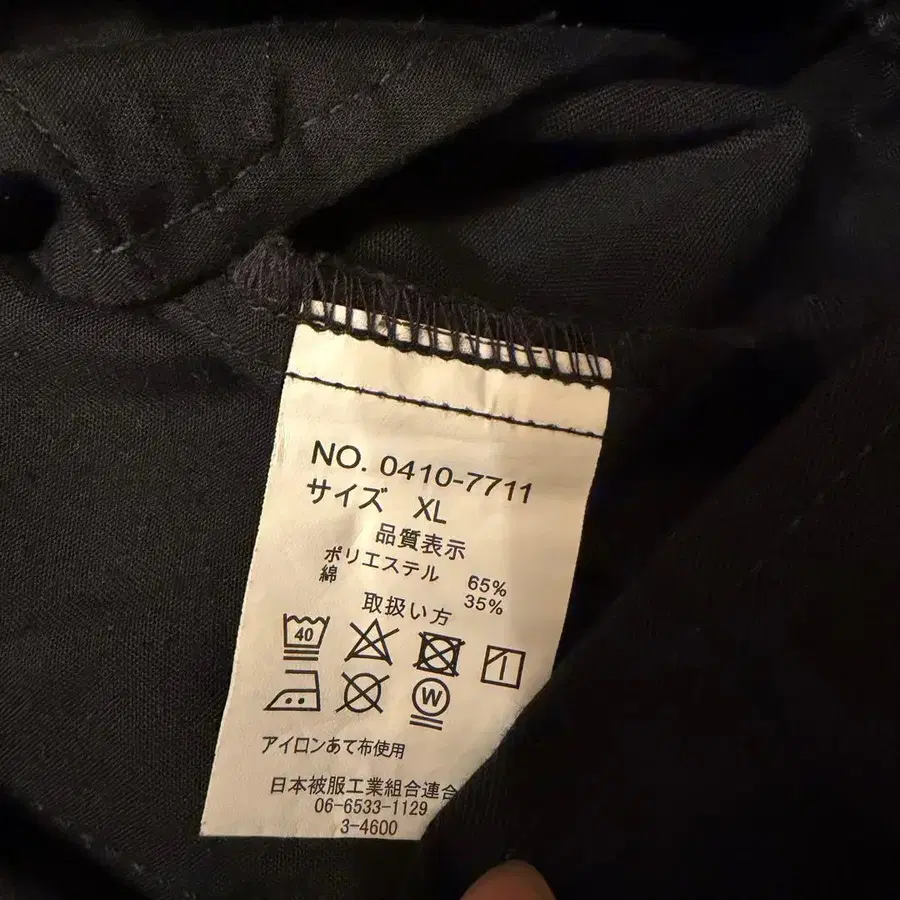 NO. 0410-7711
サイズ XL
品質表示
ポリエステル 65%
綿 35%
取扱い方
40
W
アイロンあて布使用
日本被服工業組合連合
06-6533-1129
3-4600